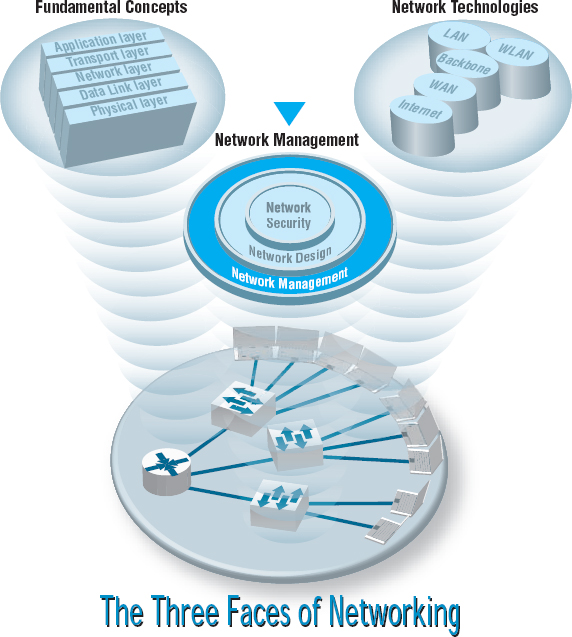 Fundamental Concepts
Network Technologies
Application layer
Transport layer
Network layer
Data Link layer
Physical layer
LAN
WLAN
Backbone
WAN
Internet
Network Management
Network
Security
Network Design
Network Management
The Three Faces of Networking